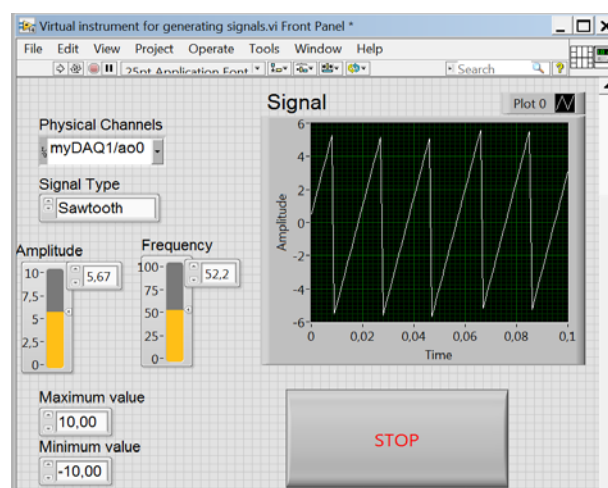 Virtual instrument for generating signals.vi Front Panel *
File Edit View Project Operate Tools Window Help
25pt Application Font
Search
Physical Channels
myDAQ1/ao0
Signal Type
Sawtooth
Amplitude
10-
7,5-
5-
2,5-
0-
5,67
Frequency
100-
75-
50-
25-
0-
52,2
Maximum value
10,00
Minimum value
-10,00
Signal
Plot 0
Amplitude
6
4
2
0
-2
-4
-6
0 0,02 0,04 0,06 0,08 0,1
Time
STOP